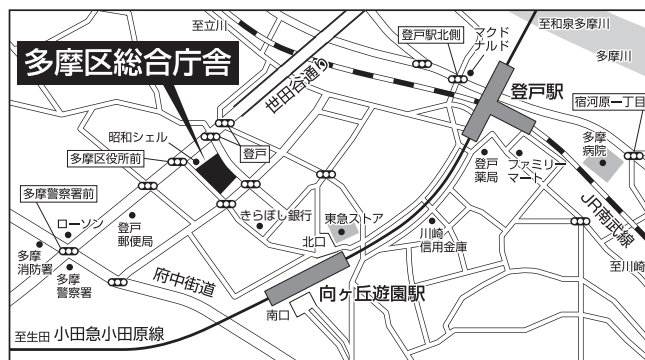 至立川
登戸駅北側
マクド
ナルド
至和泉多摩川
多摩川
多摩区総合庁舎
世田谷通り
登戸駅
宿河原一丁目
昭和シェル
多摩区役所前
登戸
登戸
薬局
ファミリー
マート
多摩
病院
JR南武線
多摩警察署前
ローソン
登戸
郵便局
きらぼし銀行
東急ストア
北口
川崎
信用金庫
多摩
消防署
多摩
警察署
府中街道
至川崎
向ヶ丘遊園駅
南口
至生田 小田急小田原線